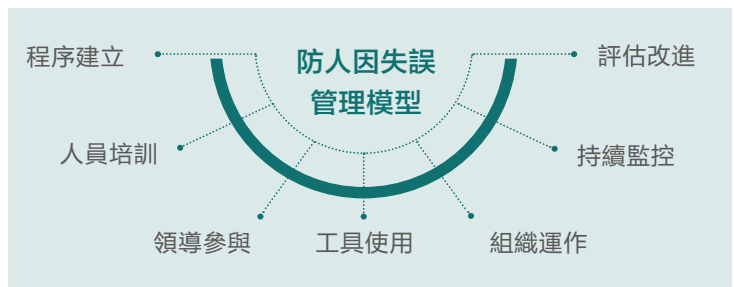 防人因失誤
管理模型
程序建立
人員培訓
領導參與
工具使用
組織運作
持續監控
評估改進